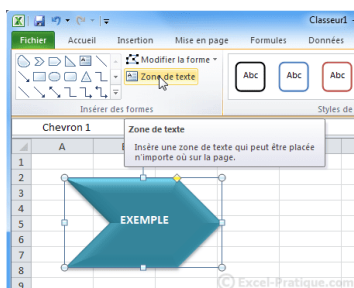 Classeur1
Fichier Accueil Insertion Mise en page Formules Données
Modifier la forme
Zone de texte
Abc Abc Abc
Insérer des formes Styles de
Chevron 1
Zone de texte
Insère une zone de texte qui peut être placée
n'importe où sur la page.
A
1
2
3
4
5 EXEMPLE
6
7
8
9
(C) Excel-Pratique.com